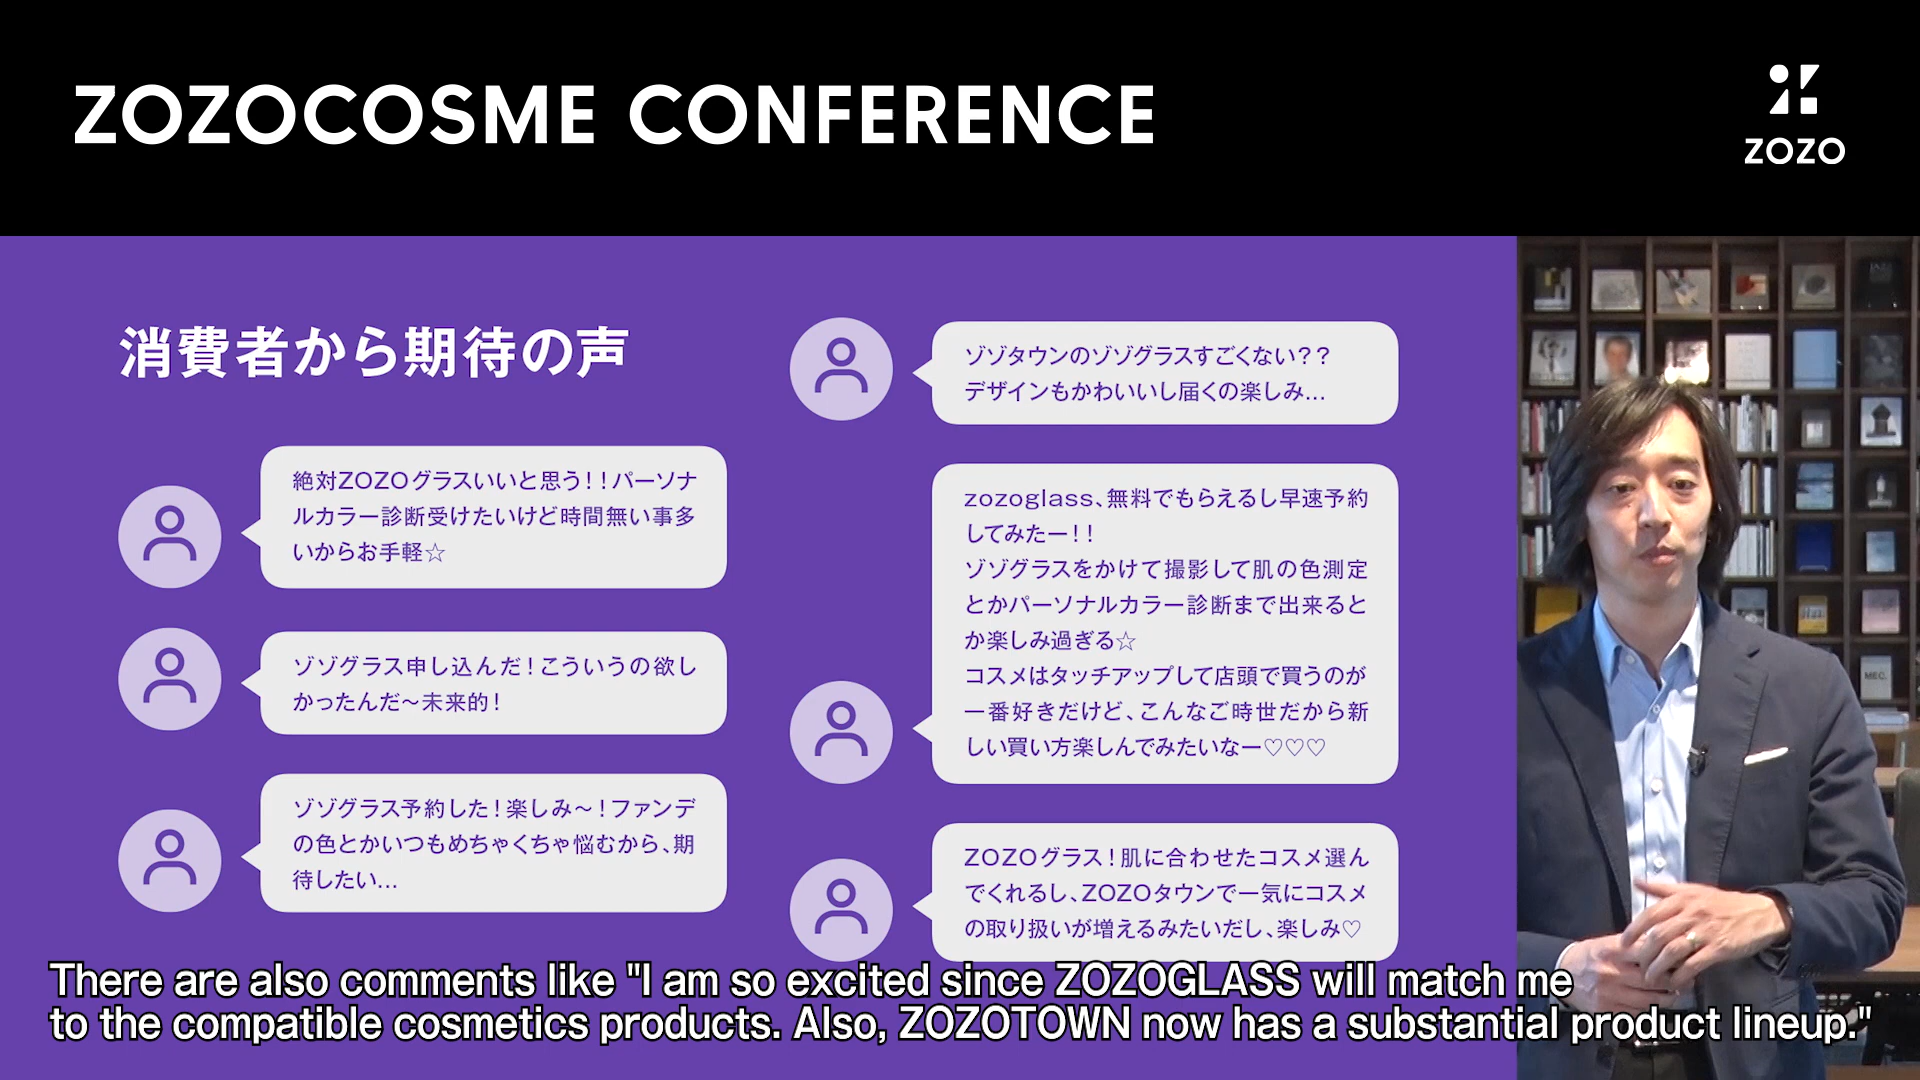 ZOZOCOSME CONFERENCE
ZOZO
消費者から期待の声
絶対ZOZOグラスいいと思う！！パーソナ
ルカラー診断受けたいけど時間無い事多
いからお手軽☆
ゾゾグラス申し込んだ！こういうの欲し
かったんだ〜未来的！
ゾゾグラス予約した！楽しみ〜！ファンデ
の色とかいつもめちゃくちゃ悩むから、期
待したい…
ゾゾタウンのゾゾグラスすごくない？？
デザインもかわいいし届くの楽しみ…
zozoglass、無料でもらえるし早速予約
してみたー！！
ゾゾグラスをかけて撮影して肌の色測定
とかパーソナルカラー診断まで出来ると
か楽しみ過ぎる☆
コスメはタッチアップして店頭で買うのが
一番好きだけど、こんなご時世だから新
しい買い方楽しんでみたいなー♡♡♡
ZOZOグラス！肌に合わせたコスメ選ん
でくれるし、ZOZOタウンで一気にコスメ
の取り扱いが増えるみたいだし、楽しみ♡
MEC.
There are also comments like "I am so excited since ZOZOGLASS will match me
to the compatible cosmetics products. Also, ZOZOTOWN now has a substantial product lineup."